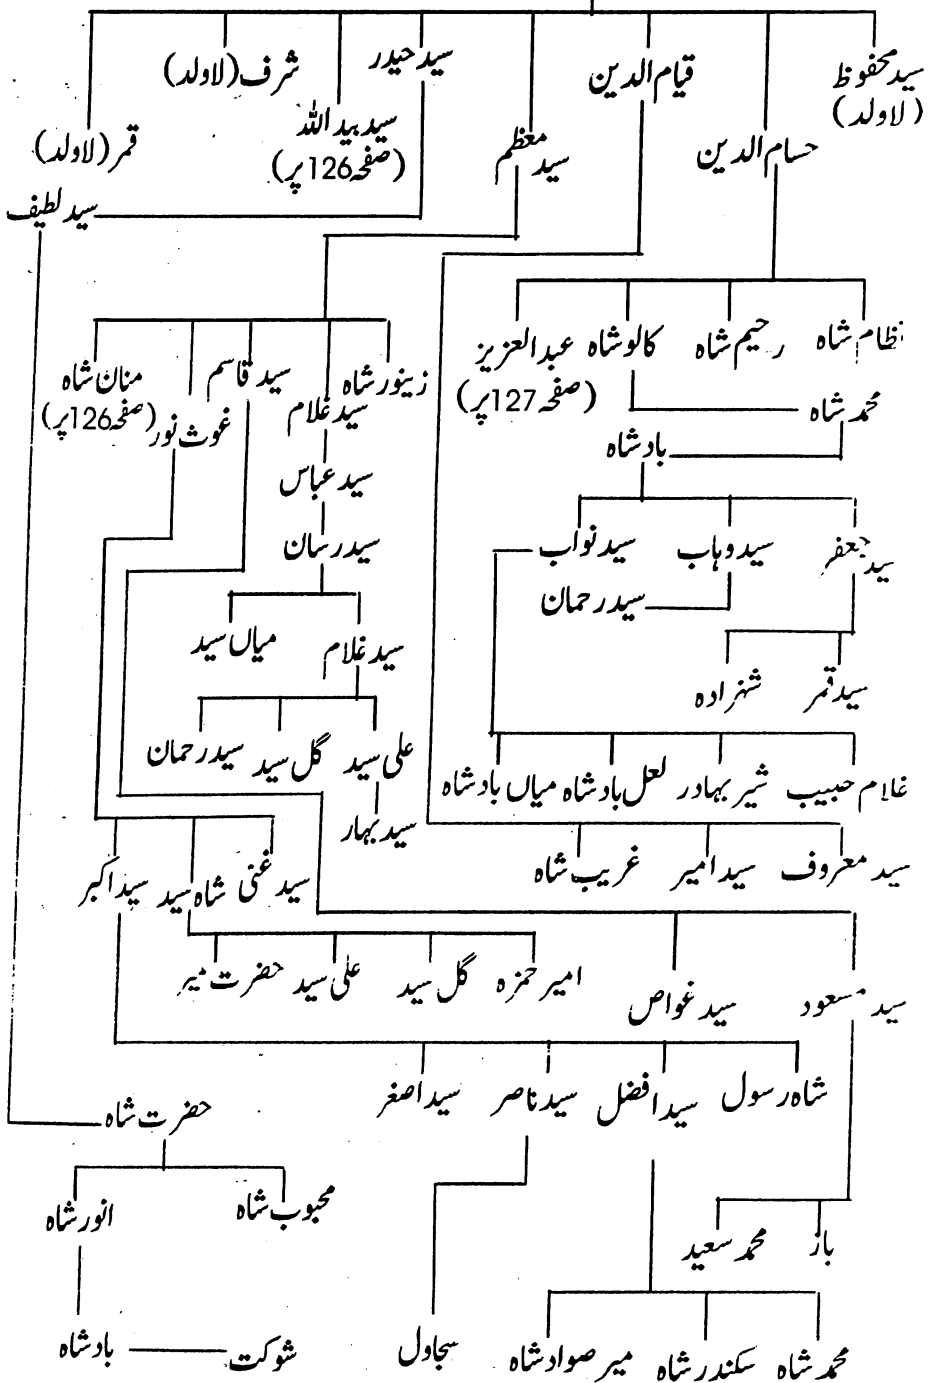 سید محفوظ (لاولد)
حسام الدین
قیام الدین
سید معظم
سید حیدر
سید بید اللہ (صفحہ 126 پر)
شرف (لاولد)
قمر (لاولد)
سید لطیف
نظام شاہ
رحیم شاہ
کالو شاہ
عبدالعزیز (صفحہ 127 پر)
زینور شاہ
سید غلام
سید قاسم
غوث نور
منان شاہ (صفحہ 126 پر)
محمد شاہ
بادشاہ
سید عباس
سید رسان
سید جعفر
سید وہاب
سید نواب
سید رحمان
سید غلام
میاں سید
سید قمر
شہزادہ
علی سید
گل سید
سید رحمان
سید بہار
غلام حبیب
شیر بہادر
لعل بادشاہ
میاں بادشاہ
سید معروف
سید امیر
غریب شاہ
سید غنی
شاہ سید
سید اکبر
امیر حمزہ
گل سید
علی سید
حضرت میر
سید مسعود
سید غواص
شاہ رسول
سید افضل
سید ناصر
سید اصغر
حضرت شاہ
محبوب شاہ
انور شاہ
باز
محمد سعید
محمد شاہ
سکندر شاہ
میر صواد شاہ
سجاول
شوکت
بادشاہ